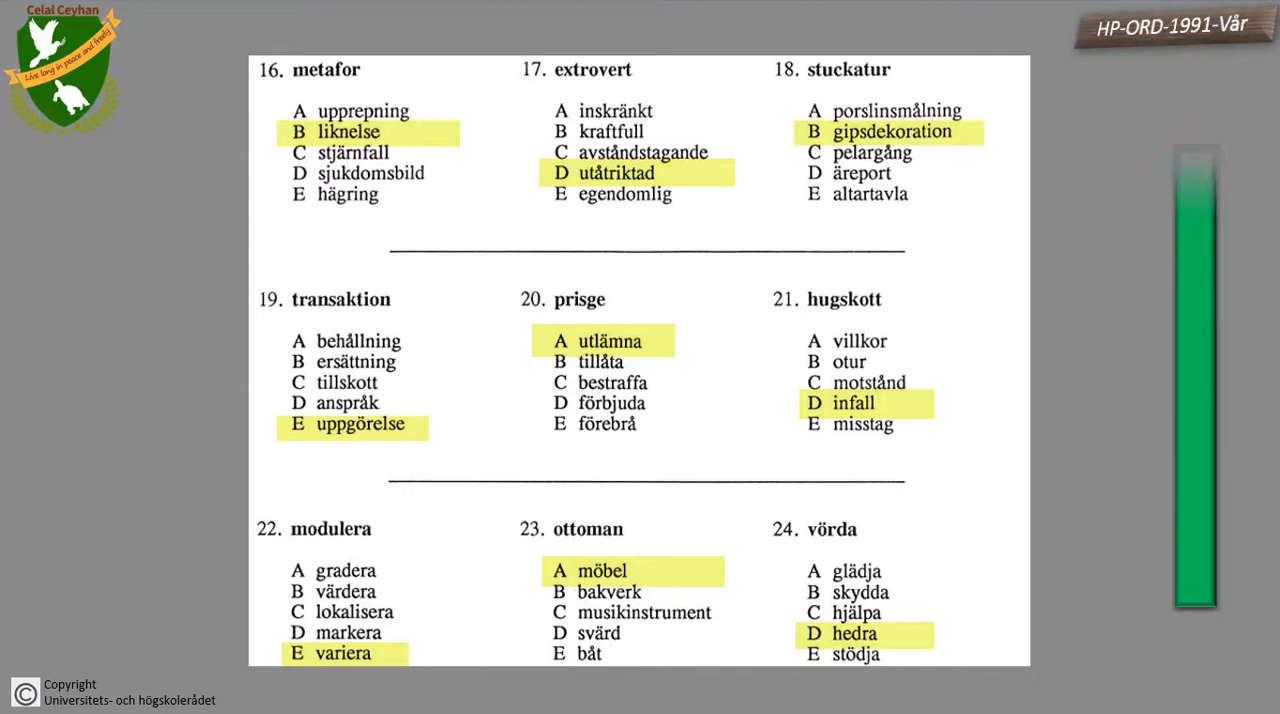 Celal Ceyhan
Live long in peace and freely
HP-ORD-1991-Vår
16. metafor
A upprepning
B liknelse
C stjärnfall
D sjukdomsbild
E hägring
17. extrovert
A inskränkt
B kraftfull
C avståndstagande
D utåtriktad
E egendomlig
18. stuckatur
A porslinsmålning
B gipsdekoration
C pelargång
D äreport
E altartavla
19. transaktion
A behållning
B ersättning
C tillskott
D anspråk
E uppgörelse
20. prisge
A utlämna
B tillåta
C bestraffa
D förbjuda
E förebrå
21. hugskott
A villkor
B otur
C motstånd
D infall
E misstag
22. modulera
A gradera
B värdera
C lokalisera
D markera
E variera
23. ottoman
A möbel
B bakverk
C musikinstrument
D svärd
E båt
24. vörda
A glädja
B skydda
C hjälpa
D hedra
E stödja
© Copyright
Universitets- och högskolerådet